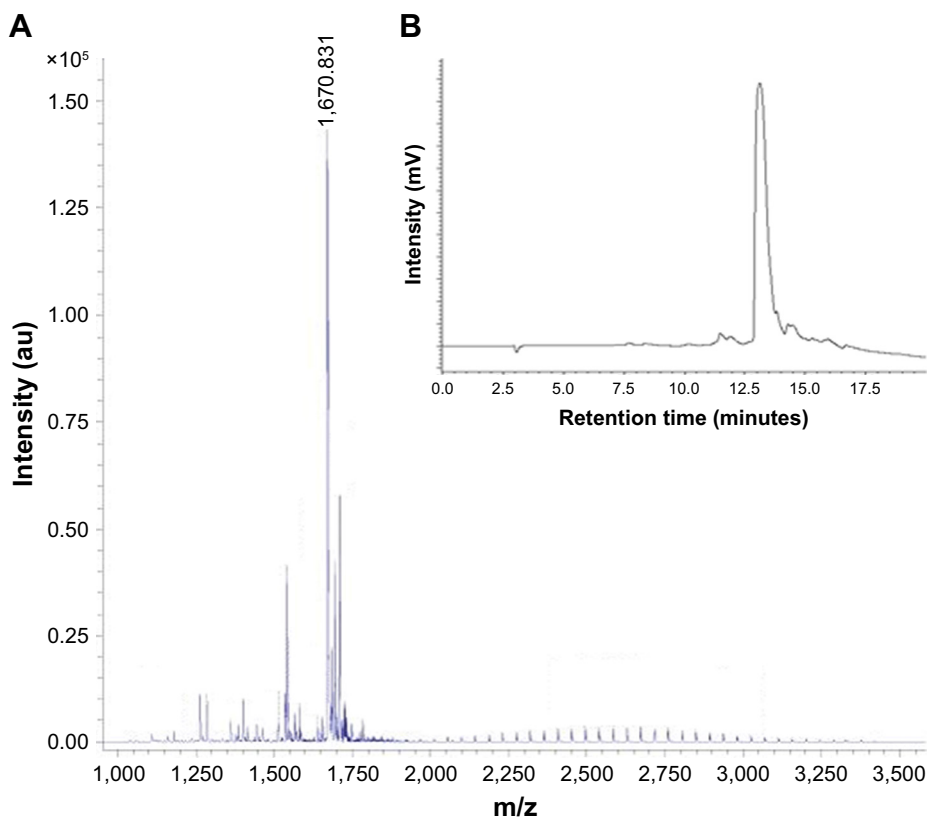 A
×10⁵
1.50
1.25
1.00
0.75
0.50
0.25
0.00
Intensity (au)
1,670.831
1,000 1,250 1,500 1,750 2,000 2,250 2,500 2,750 3,000 3,250 3,500
m/z
B
Intensity (mV)
0.0 2.5 5.0 7.5 10.0 12.5 15.0 17.5
Retention time (minutes)